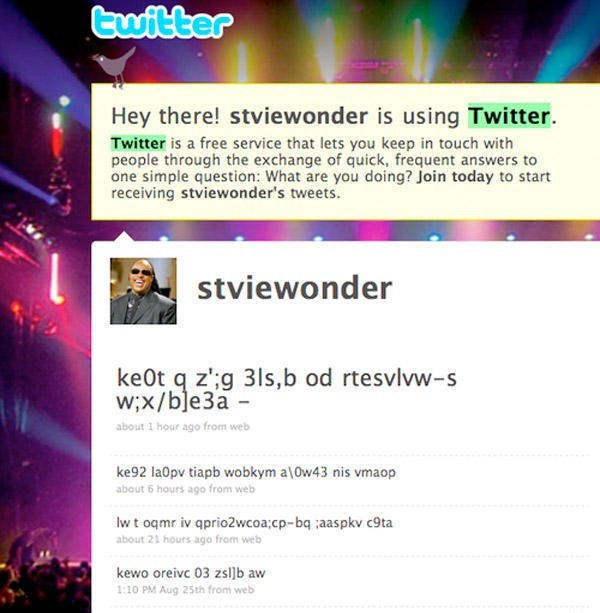 twitter
Hey there! stviewonder is using Twitter.
Twitter is a free service that lets you keep in touch with
people through the exchange of quick, frequent answers to
one simple question: What are you doing? Join today to start
receiving stviewonder's tweets.
stviewonder
ke0t q z';g 3ls,b od rtesvlvw-s
w;x/b]e3a -
about 1 hour ago from web
ke92 la0pv tiapb wobkym a\0w43 nis vmaop
about 6 hours ago from web
lw t oqmr iv qprio2wcoa;cp-bq ;aaspkv c9ta
about 21 hours ago from web
kewo oreivc 03 zsl]b aw
1:10 PM Aug 25th from web